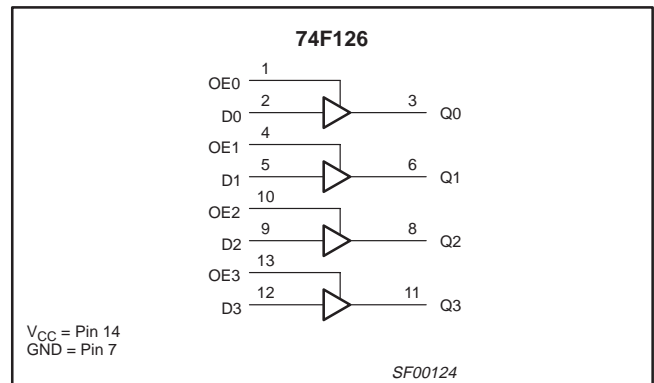 74F126
OE0 1
D0 2 3 Q0
OE1 4
D1 5 6 Q1
OE2 10
D2 9 8 Q2
OE3 13
D3 12 11 Q3
VCC = Pin 14
GND = Pin 7
SF00124